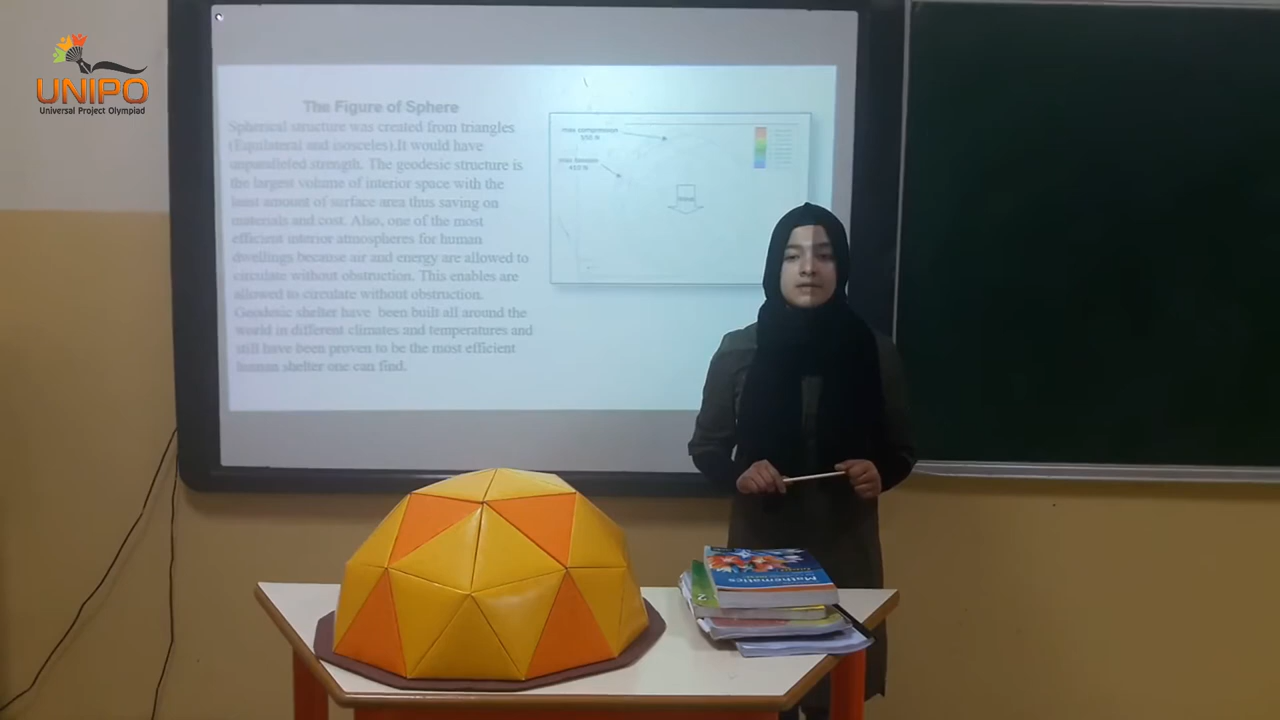 UNIPO
Universal Project Olympiad
The Figure of Sphere
Spherical structure was created from triangles
(Equilateral and isosceles).It would have
unparalleled strength. The geodesic structure is
the largest volume of interior space with the
least amount of surface area thus saving on
materials and cost. Also, one of the most
efficient interior atmospheres for human
dwellings because air and energy are allowed to
circulate without obstruction. This enables are
allowed to circulate without obstruction.
Geodesic shelter have been built all around the
world in different climates and temperatures and
still have been proven to be the most efficient
human shelter one can find.
max compression
max tension
Mathematics